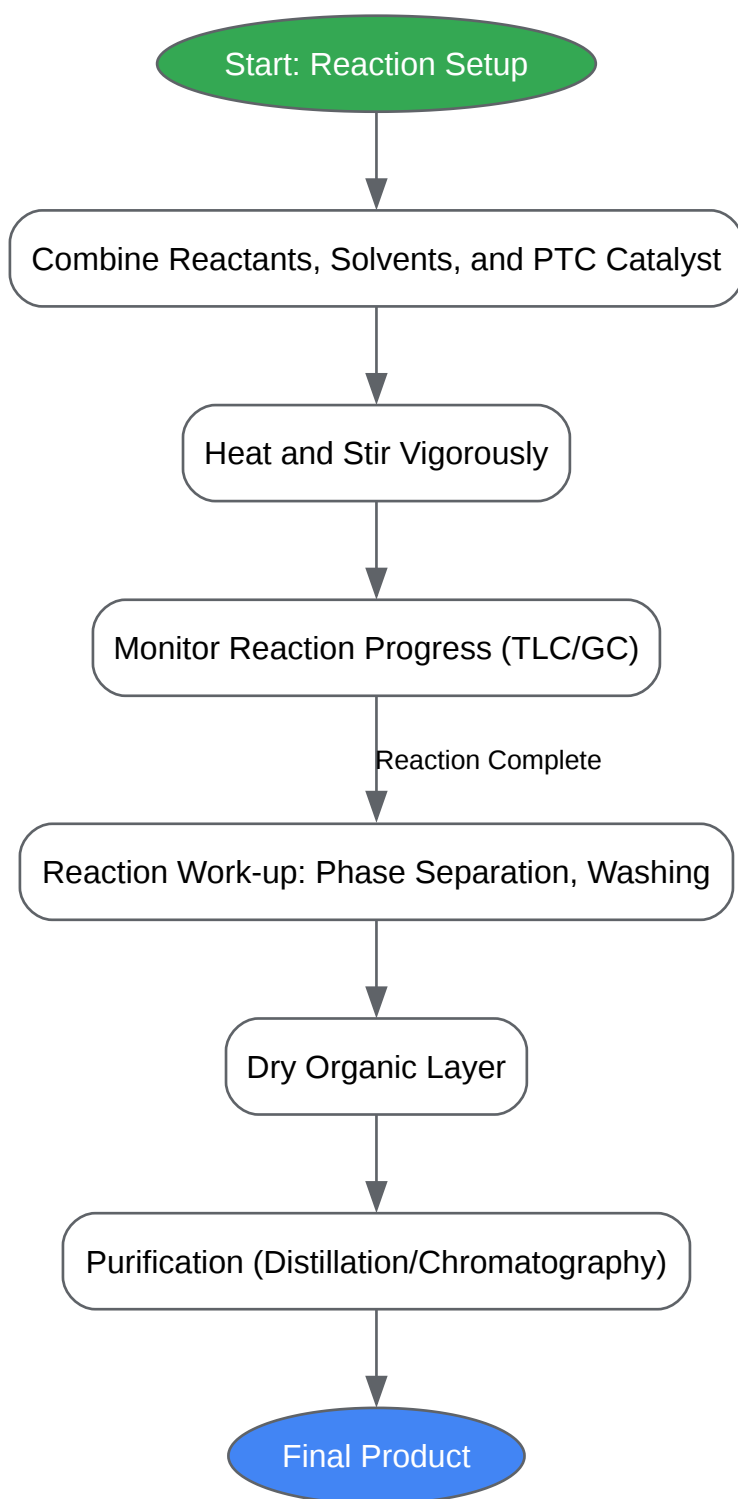 Start: Reaction Setup
Combine Reactants, Solvents, and PTC Catalyst
Heat and Stir Vigorously
Monitor Reaction Progress (TLC/GC)
Reaction Complete
Reaction Work-up: Phase Separation, Washing
Dry Organic Layer
Purification (Distillation/Chromatography)
Final Product